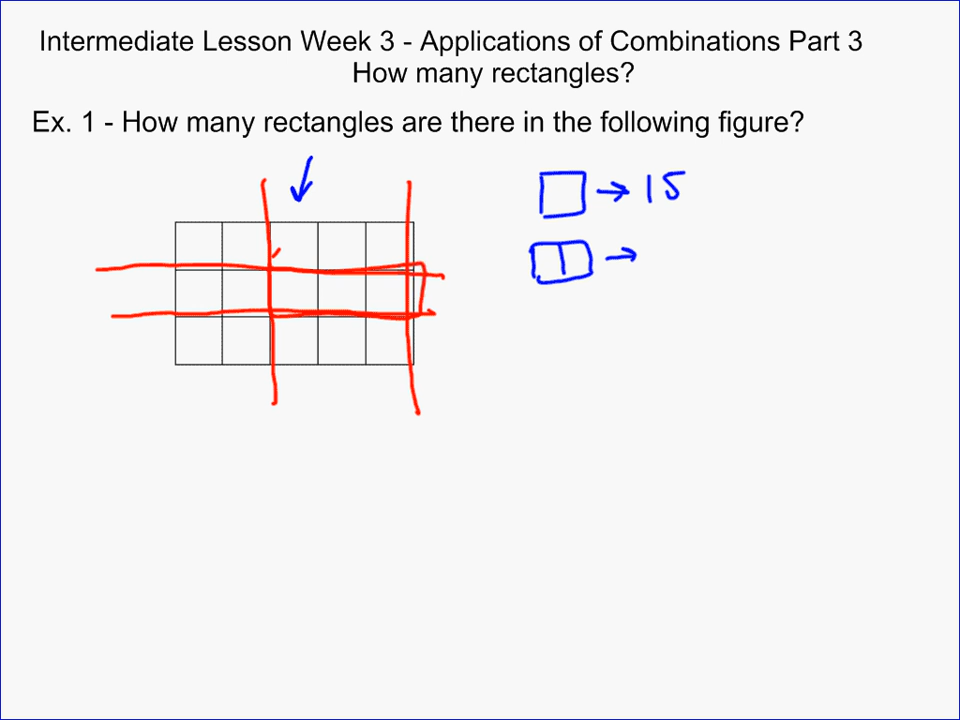 Intermediate Lesson Week 3 - Applications of Combinations Part 3
How many rectangles?
Ex. 1 - How many rectangles are there in the following figure?
→ 15
→